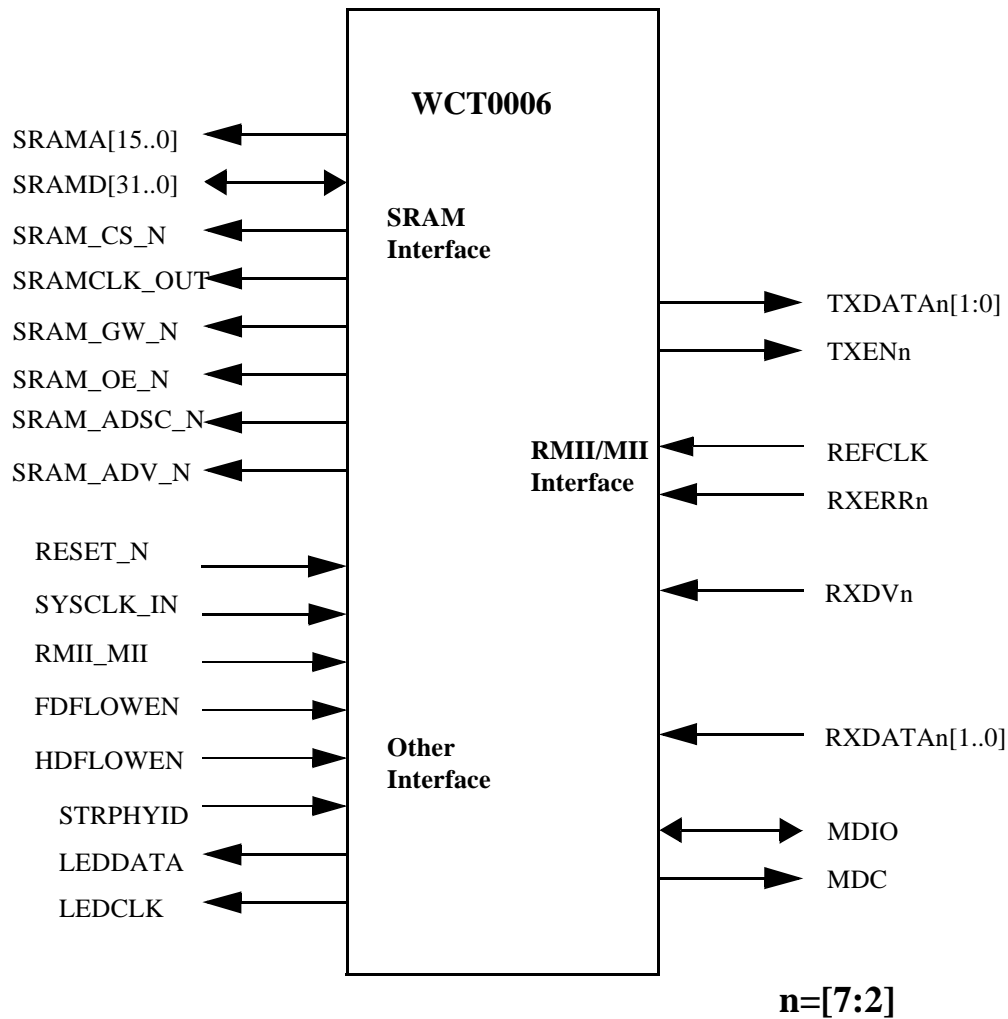 WCT0006
SRAMA[15..0]
SRAMD[31..0]
SRAM_CS_N
SRAMCLK_OUT
SRAM_GW_N
SRAM_OE_N
SRAM_ADSC_N
SRAM_ADV_N
SRAM
Interface
RESET_N
SYSCLK_IN
RMII_MII
FDFLOWEN
HDFLOWEN
STRPHYID
LEDDATA
LEDCLK
Other
Interface
RMII/MII
Interface
TXDATAn[1:0]
TXENn
REFCLK
RXERRn
RXDVn
RXDATAn[1..0]
MDIO
MDC
n=[7:2]